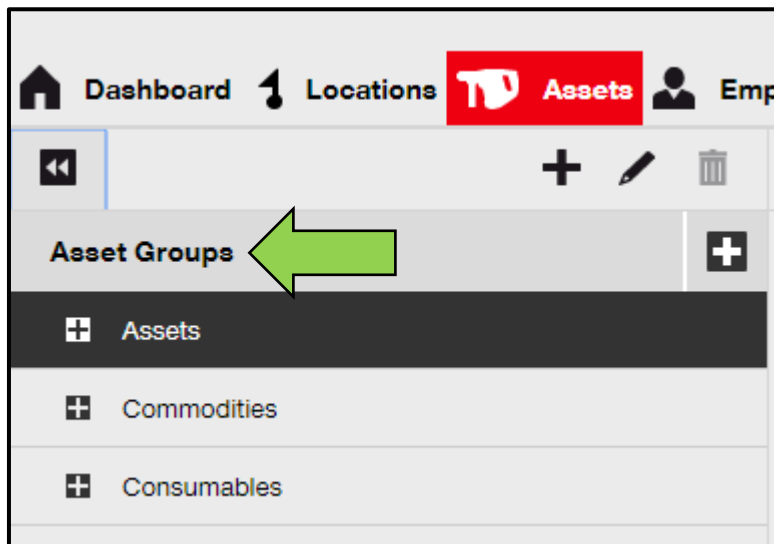 Dashboard Locations Assets Emp
Asset Groups
Assets
Commodities
Consumables